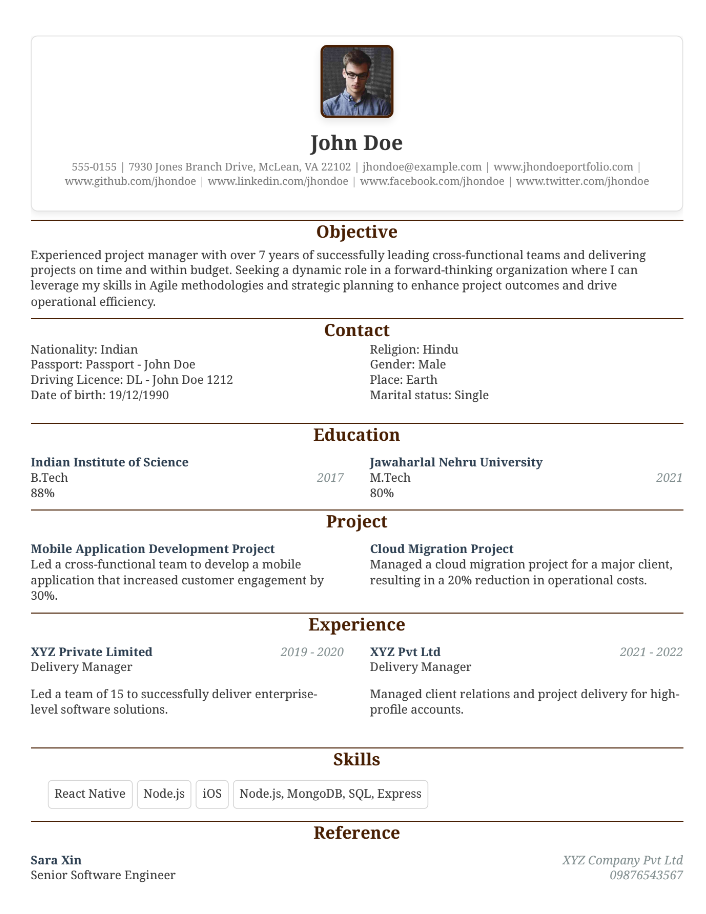 John Doe
555-0155 | 7930 Jones Branch Drive, McLean, VA 22102 | jhondoe@example.com | www.jhondoeportfolio.com |
www.github.com/jhondoe | www.linkedin.com/jhondoe | www.facebook.com/jhondoe | www.twitter.com/jhondoe
Objective
Experienced project manager with over 7 years of successfully leading cross-functional teams and delivering
projects on time and within budget. Seeking a dynamic role in a forward-thinking organization where I can
leverage my skills in Agile methodologies and strategic planning to enhance project outcomes and drive
operational efficiency.
Contact
Nationality: Indian
Passport: Passport - John Doe
Driving Licence: DL - John Doe 1212
Date of birth: 19/12/1990
Religion: Hindu
Gender: Male
Place: Earth
Marital status: Single
Education
Indian Institute of Science
B.Tech 2017
88%
Jawaharlal Nehru University
M.Tech 2021
80%
Project
Mobile Application Development Project
Led a cross-functional team to develop a mobile
application that increased customer engagement by
30%.
Cloud Migration Project
Managed a cloud migration project for a major client,
resulting in a 20% reduction in operational costs.
Experience
XYZ Private Limited 2019 - 2020
Delivery Manager
Led a team of 15 to successfully deliver enterprise-
level software solutions.
XYZ Pvt Ltd 2021 - 2022
Delivery Manager
Managed client relations and project delivery for high-
profile accounts.
Skills
React Native Node.js iOS Node.js, MongoDB, SQL, Express
Reference
Sara Xin XYZ Company Pvt Ltd
Senior Software Engineer 09876543567